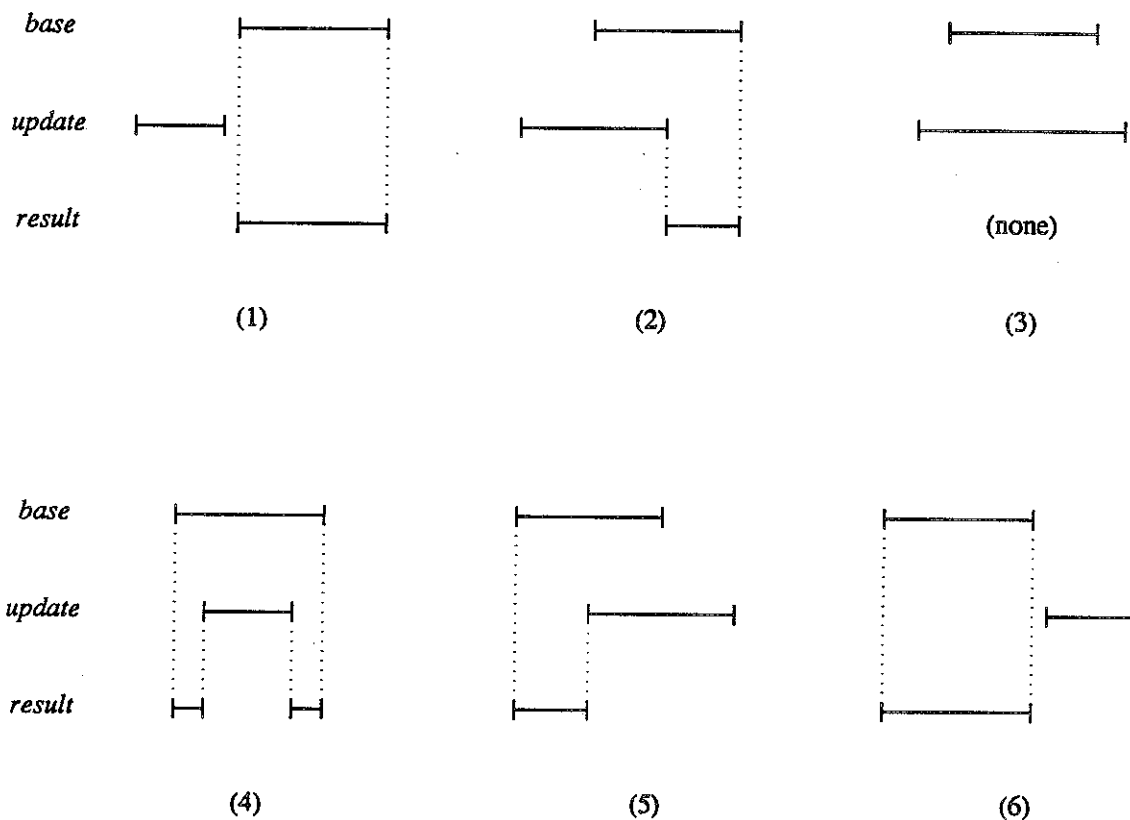 base
update
result
(none)
(1)
(2)
(3)
base
update
result
(4)
(5)
(6)